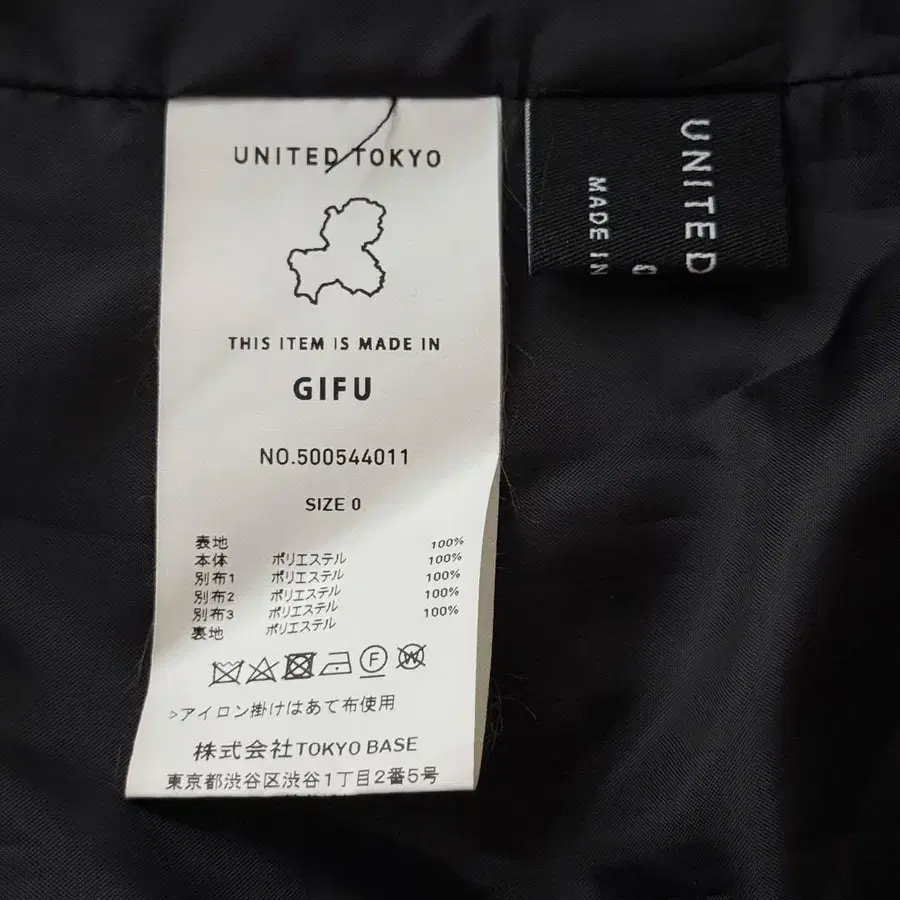 UNITED TOKYO
THIS ITEM IS MADE IN
GIFU
NO.500544011
SIZE 0
表地 100%
本体 ポリエステル 100%
別布1 ポリエステル 100%
別布2 ポリエステル 100%
別布3 ポリエステル 100%
裏地 ポリエステル
F
W
▷アイロン掛けはあて布使用
株式会社TOKYO BASE
東京都渋谷区渋谷1丁目2番5号
UNITED
MADE IN